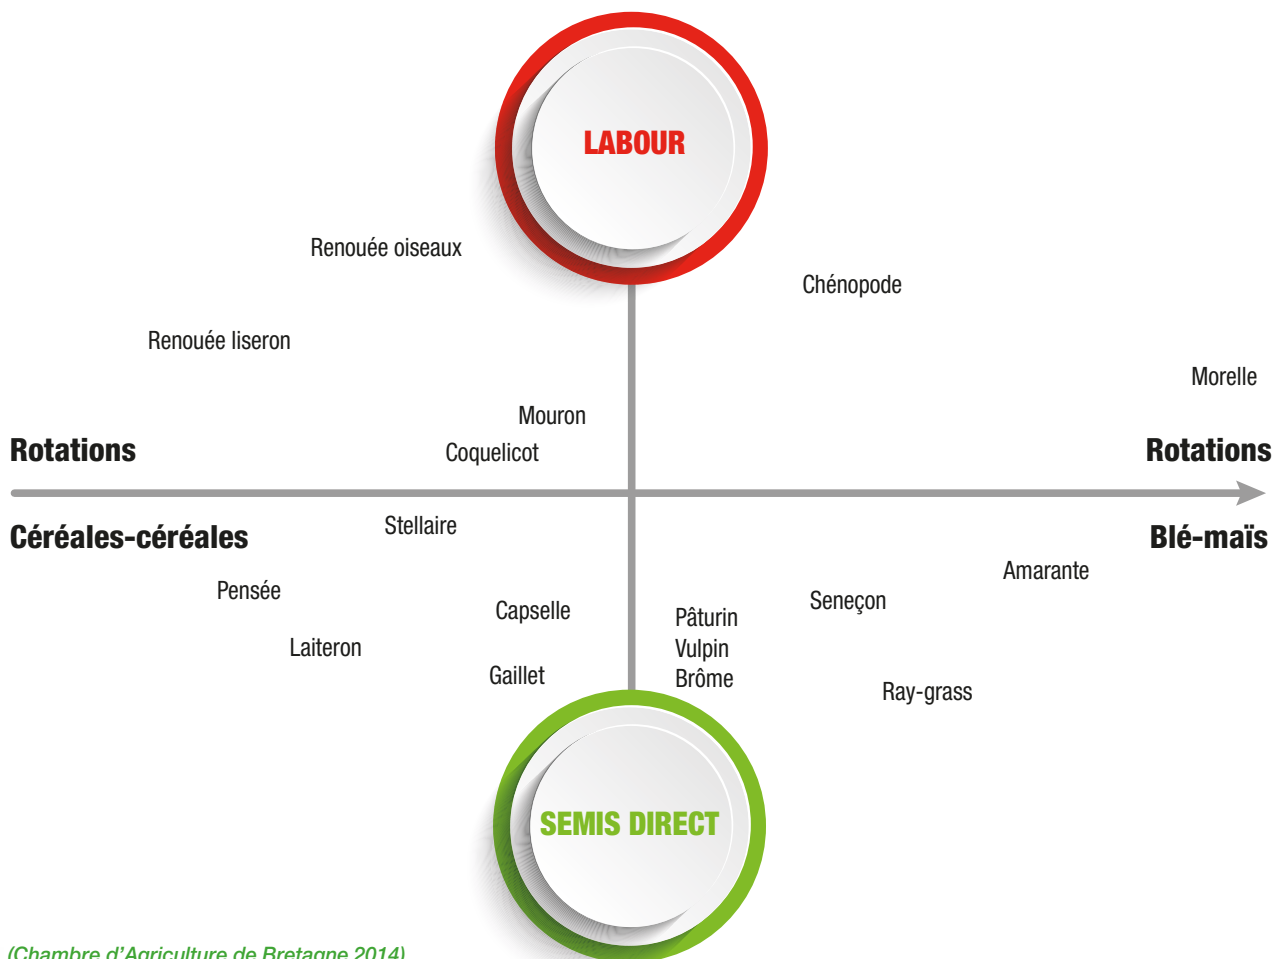 LABOUR
Renouée oiseaux
Chénopode
Renouée liseron
Morelle
Mouron
Coquelicot
Rotations
Rotations
Stellaire
Céréales-céréales
Blé-maïs
Amarante
Pensée
Seneçon
Capselle
Pâturin
Vulpin
Brôme
Laiteron
Gaillet
Ray-grass
SEMIS DIRECT
(Chambre d'Agriculture de Bretagne 2014)